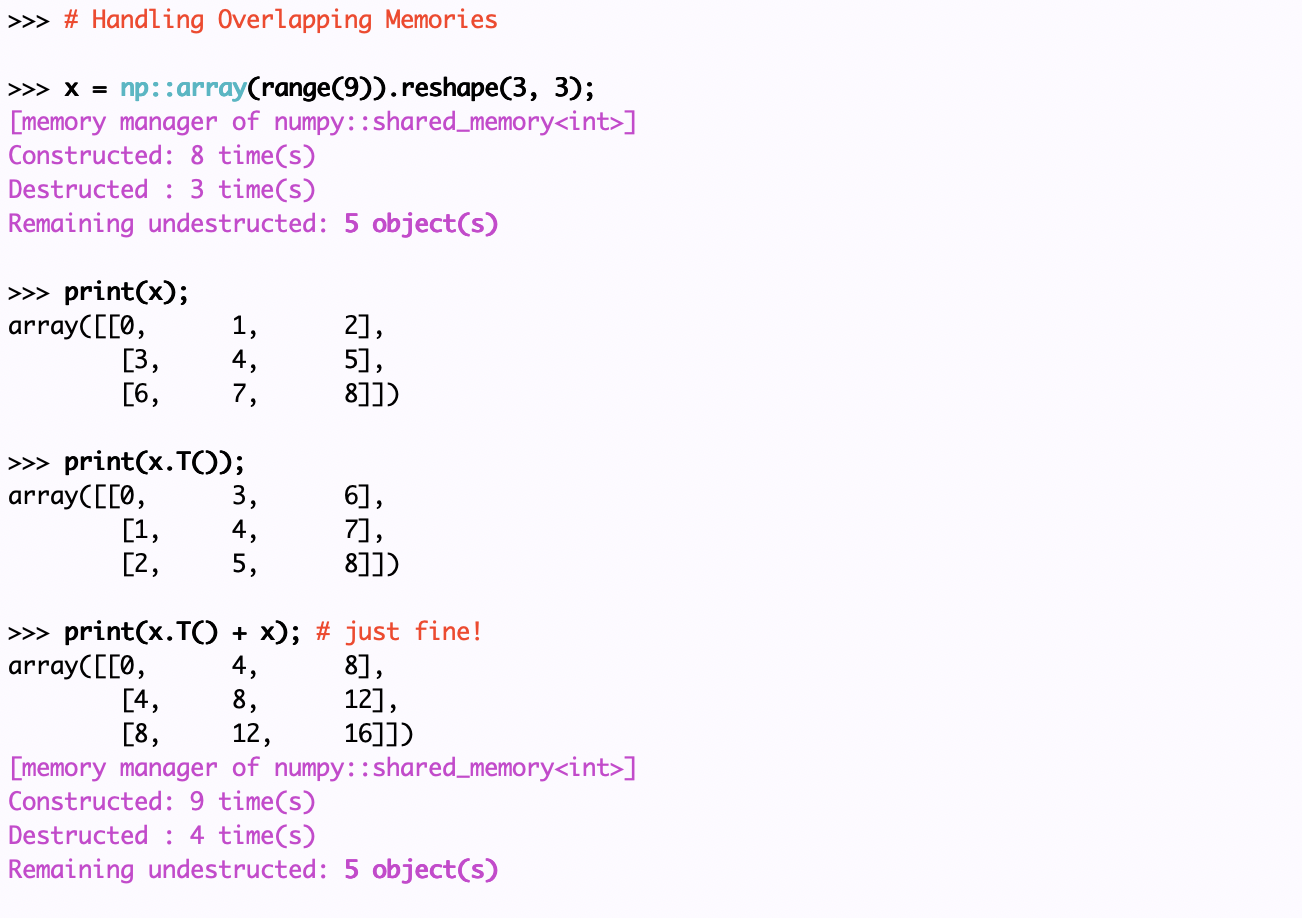 >>> # Handling Overlapping Memories
>>> x = np::array(range(9)).reshape(3, 3);
[memory manager of numpy::shared_memory<int>]
Constructed: 8 time(s)
Destructed : 3 time(s)
Remaining undestructed: 5 object(s)
>>> print(x);
array([[0,      1,      2],
        [3,     4,      5],
        [6,     7,      8]])
>>> print(x.T());
array([[0,      3,      6],
        [1,     4,      7],
        [2,     5,      8]])
>>> print(x.T() + x); # just fine!
array([[0,      4,      8],
        [4,     8,      12],
        [8,     12,     16]])
[memory manager of numpy::shared_memory<int>]
Constructed: 9 time(s)
Destructed : 4 time(s)
Remaining undestructed: 5 object(s)